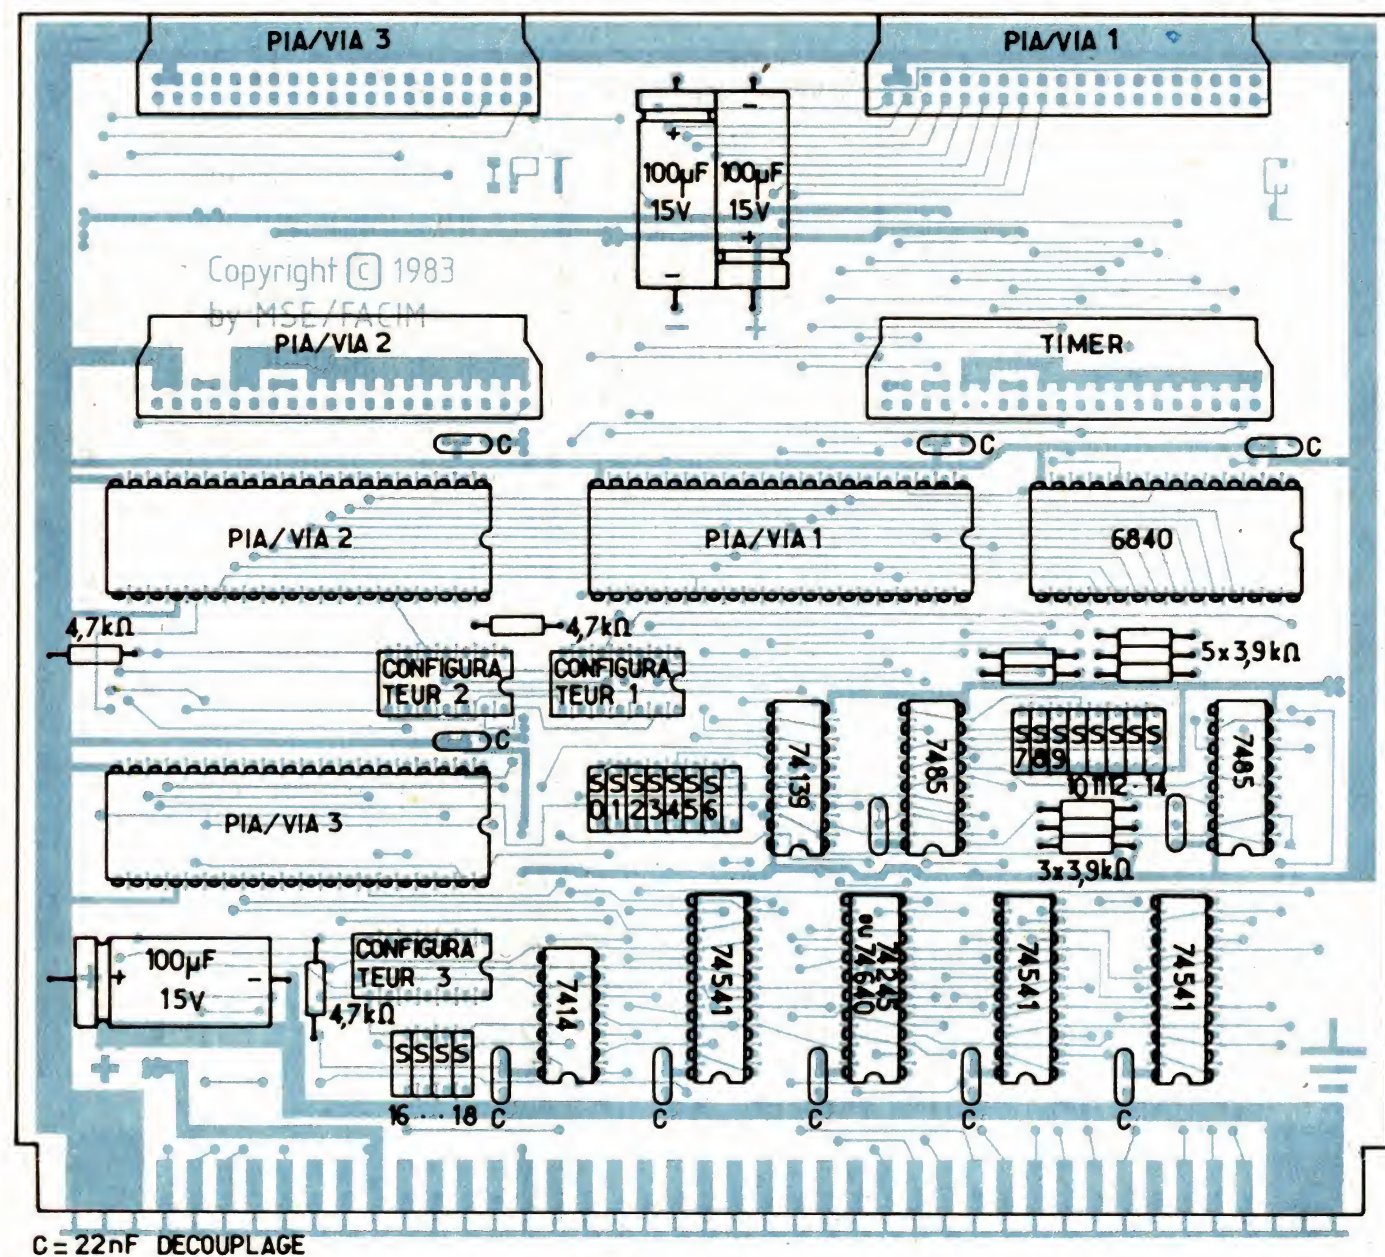 PIA/VIA 3
PIA/VIA 1
+
-
100µF
15V
100µF
15V
-
+
IPT
Copyright (c) 1983
by MSE/FACIM
- +
PIA/VIA 2
TIMER
C
C
C
PIA/VIA 2
PIA/VIA 1
6840
4,7kΩ
4,7kΩ
5x3,9kΩ
CONFIGURA
TEUR 2
CONFIGURA
TEUR 1
C
74139
7485
S S S S S S S S
7 8 9
10 11 12 · 14
7485
S S S S S S S
0 1 2 3 4 5 6
PIA/VIA 3
3x3,9kΩ
100µF
15V
+ -
4,7kΩ
CONFIGURA
TEUR 3
7414
74541
74245
ou 74640
74541
74541
S S S S
16 ··· 18
+
C
C
C
C
C
C = 22nF DECOUPLAGE